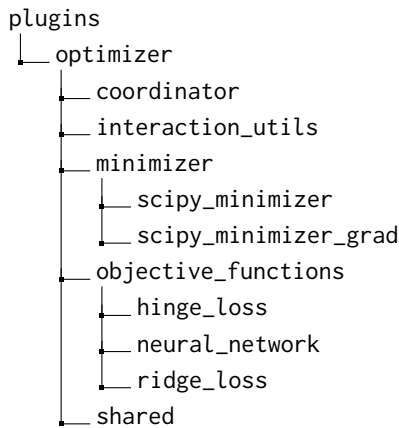 plugins
optimizer
coordinator
interaction_utils
minimizer
scipy_minimizer
scipy_minimizer_grad
objective_functions
hinge_loss
neural_network
ridge_loss
shared